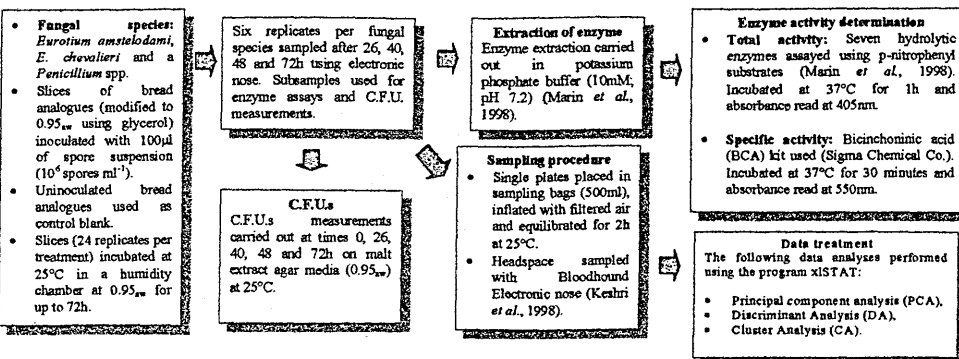 • Fungal species:
Eurotium amstelodami,
E. chevalieri and a
Penicillium spp.
• Slices of bread
analogues (modified to
0.95aw using glycerol)
inoculated with 100µl
of spore suspension
(10⁶ spores ml⁻¹).
• Uninoculated bread
analogues used as
control blank.
• Slices (24 replicates per
treatment) incubated at
25°C in a humidity
chamber at 0.95aw for
up to 72h.
Six replicates per fungal
species sampled after 26, 40,
48 and 72h using electronic
nose. Subsamples used for
enzyme assays and C.F.U.
measurements.
C.F.U.s
C.F.U.s measurements
carried out at times 0, 26,
40, 48 and 72h on malt
extract agar media (0.95aw)
at 25°C.
Extraction of enzyme
Enzyme extraction carried
out in potassium
phosphate buffer (10mM;
pH 7.2) (Marin et al.,
1998).
Sampling procedure
• Single plates placed in
sampling bags (500ml),
inflated with filtered air
and equilibrated for 2h
at 25°C.
• Headspace sampled
with Bloodhound
Electronic nose (Keshri
et al., 1998).
Enzyme activity determination
• Total activity: Seven hydrolytic
enzymes assayed using p-nitrophenyl
substrates (Marin et al., 1998).
Incubated at 37°C for 1h and
absorbance read at 405nm.
• Specific activity: Bicinchoninic acid
(BCA) kit used (Sigma Chemical Co.).
Incubated at 37°C for 30 minutes and
absorbance read at 550nm.
Data treatment
The following data analyses performed
using the program xlSTAT:
• Principal component analysis (PCA),
• Discriminant Analysis (DA),
• Cluster Analysis (CA).